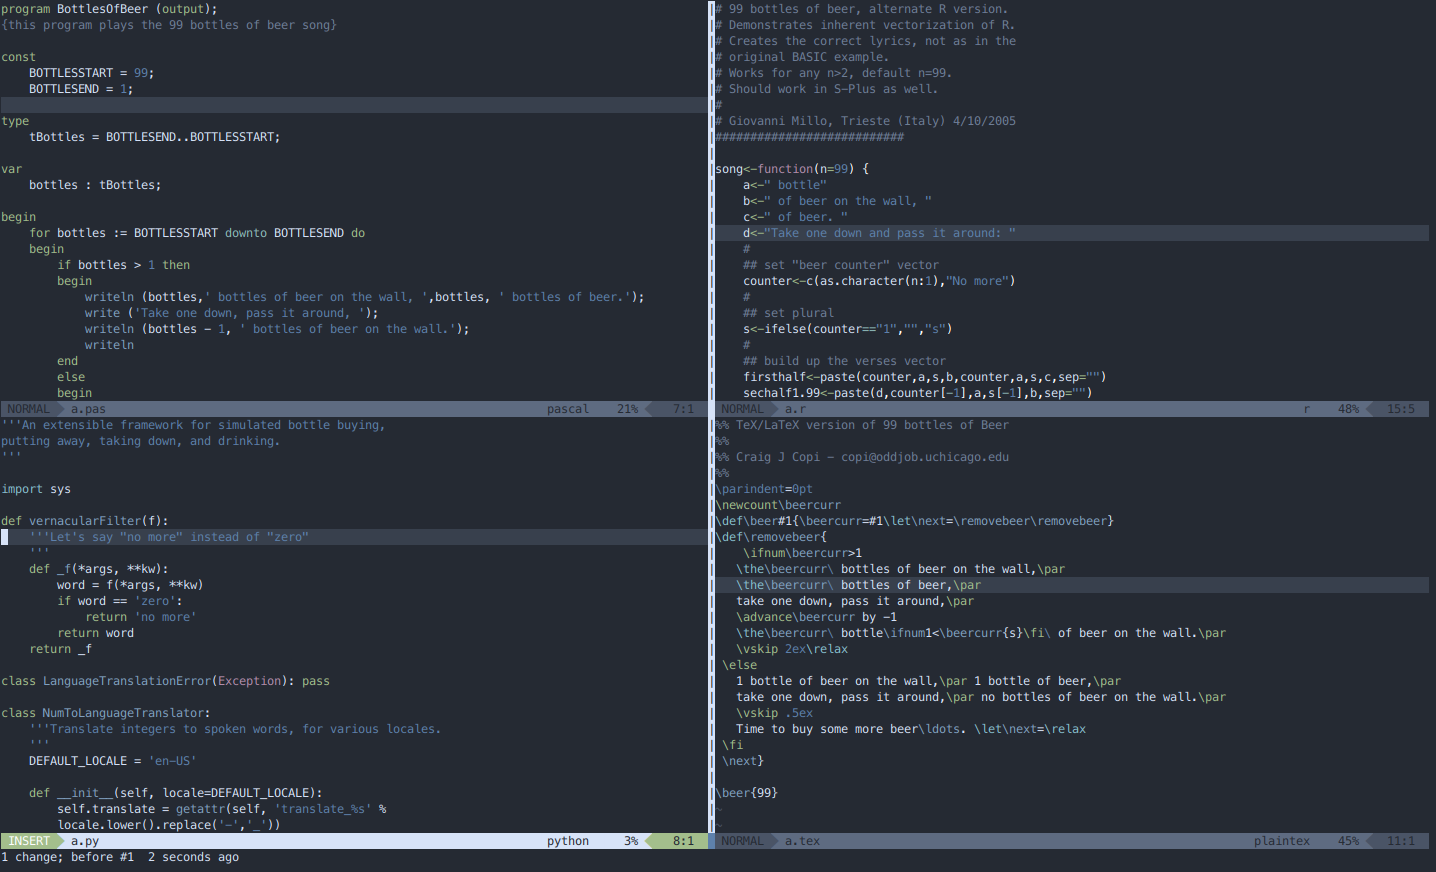 program BottlesOfBeer (output);
{this program plays the 99 bottles of beer song}

const
    BOTTLESSTART = 99;
    BOTTLESEND = 1;

type
    tBottles = BOTTLESEND..BOTTLESSTART;

var
    bottles : tBottles;

begin
    for bottles := BOTTLESSTART downto BOTTLESEND do
    begin
        if bottles > 1 then
        begin
            writeln (bottles,' bottles of beer on the wall, ',bottles, ' bottles of beer.');
            write ('Take one down, pass it around, ');
            writeln (bottles - 1, ' bottles of beer on the wall.');
            writeln
        end
        else
        begin
NORMAL a.pas pascal 21% 7:1
# 99 bottles of beer, alternate R version.
# Demonstrates inherent vectorization of R.
# Creates the correct lyrics, not as in the
# original BASIC example.
# Works for any n>2, default n=99.
# Should work in S-Plus as well.
#
# Giovanni Millo, Trieste (Italy) 4/10/2005
###########################

song<-function(n=99) {
    a<-" bottle"
    b<-" of beer on the wall, "
    c<-" of beer. "
    d<-"Take one down and pass it around: "
    #
    ## set "beer counter" vector
    counter<-c(as.character(n:1),"No more")
    #
    ## set plural
    s<-ifelse(counter=="1","","s")
    #
    ## build up the verses vector
    firsthalf<-paste(counter,a,s,b,counter,a,s,c,sep="")
    sechalf1.99<-paste(d,counter[-1],a,s[-1],b,sep="")
NORMAL a.r r 48% 15:5
'''An extensible framework for simulated bottle buying,
putting away, taking down, and drinking.
'''

import sys

def vernacularFilter(f):
    '''Let's say "no more" instead of "zero"
    '''
    def _f(*args, **kw):
        word = f(*args, **kw)
        if word == 'zero':
            return 'no more'
        return word
    return _f

class LanguageTranslationError(Exception): pass

class NumToLanguageTranslator:
    '''Translate integers to spoken words, for various locales.
    '''
    DEFAULT_LOCALE = 'en-US'

    def __init__(self, locale=DEFAULT_LOCALE):
        self.translate = getattr(self, 'translate_%s' %
        locale.lower().replace('-','_'))
INSERT a.py python 3% 8:1
%% TeX/LaTeX version of 99 bottles of Beer
%%
%% Craig J Copi - copi@oddjob.uchicago.edu
%%
\parindent=0pt
\newcount\beercurr
\def\beer#1{\beercurr=#1\let\next=\removebeer\removebeer}
\def\removebeer{
    \ifnum\beercurr>1
   \the\beercurr\ bottles of beer on the wall,\par
   \the\beercurr\ bottles of beer,\par
   take one down, pass it around,\par
   \advance\beercurr by -1
   \the\beercurr\ bottle\ifnum1<\beercurr{s}\fi\ of beer on the wall.\par
   \vskip 2ex\relax
 \else
   1 bottle of beer on the wall,\par 1 bottle of beer,\par
   take one down, pass it around,\par no bottles of beer on the wall.\par
   \vskip .5ex
   Time to buy some more beer\ldots. \let\next=\relax
 \fi
 \next}

\beer{99}
~
~
NORMAL a.tex plaintex 45% 11:1
1 change; before #1  2 seconds ago